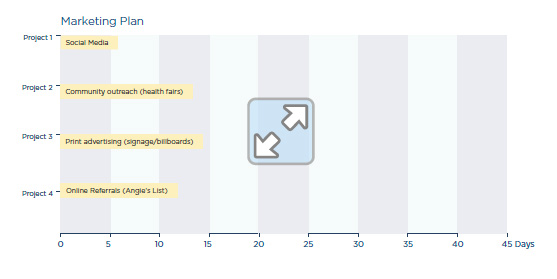 Marketing Plan
Project 1
Social Media
Project 2
Community outreach (health fairs)
Project 3
Print advertising (signage/billboards)
Project 4
Online Referrals (Angie's List)
0 5 10 15 20 25 30 35 40 45 Days